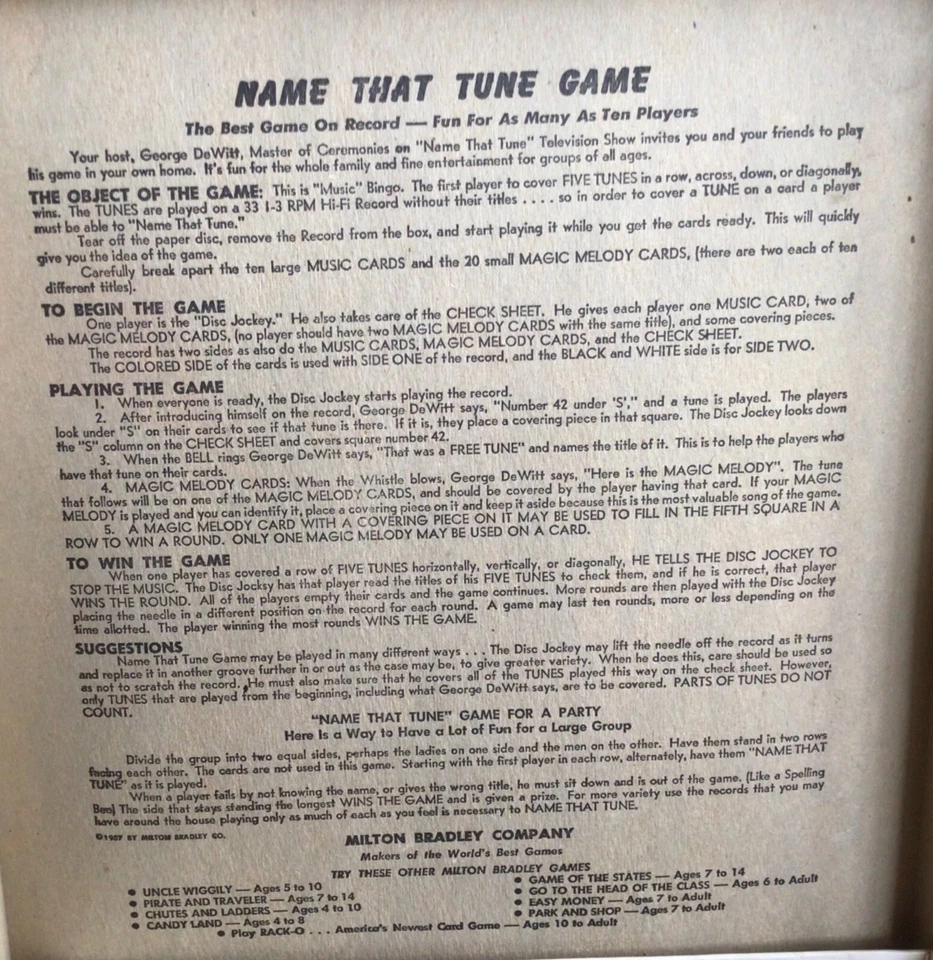 NAME THAT TUNE GAME
The Best Game On Record — Fun For As Many As Ten Players
Your host, George DeWitt, Master of Ceremonies on "Name That Tune" Television Show invites you and your friends to play
his game in your own home. It's fun for the whole family and fine entertainment for groups of all ages.
THE OBJECT OF THE GAME: This is "Music" Bingo. The first player to cover FIVE TUNES in a row, across, down, or diagonally,
wins. The TUNES are played on a 33 1-3 RPM Hi-Fi Record without their titles . . . . so in order to cover a TUNE on a card a player
must be able to "Name That Tune."
Tear off the paper disc, remove the Record from the box, and start playing it while you get the cards ready. This will quickly
give you the idea of the game.
Carefully break apart the ten large MUSIC CARDS and the 20 small MAGIC MELODY CARDS, (there are two each of ten
different titles).
TO BEGIN THE GAME
One player is the "Disc Jockey." He also takes care of the CHECK SHEET. He gives each player one MUSIC CARD, two of
the MAGIC MELODY CARDS, (no player should have two MAGIC MELODY CARDS with the same title), and some covering pieces.
The record has two sides as also do the MUSIC CARDS, MAGIC MELODY CARDS, and the CHECK SHEET.
The COLORED SIDE of the cards is used with SIDE ONE of the record, and the BLACK and WHITE side is for SIDE TWO.
PLAYING THE GAME
1. When everyone is ready, the Disc Jockey starts playing the record.
2. After introducing himself on the record, George DeWitt says, "Number 42 under 'S'," and a tune is played. The players
look under "S" on their cards to see if that tune is there. If it is, they place a covering piece in that square. The Disc Jockey looks down
the "S" column on the CHECK SHEET and covers square number 42.
3. When the BELL rings George DeWitt says, "That was a FREE TUNE" and names the title of it. This is to help the players who
have that tune on their cards.
4. MAGIC MELODY CARDS: When the Whistle blows, George DeWitt says, "Here is the MAGIC MELODY". The tune
that follows will be on one of the MAGIC MELODY CARDS, and should be covered by the player having that card. If your MAGIC
MELODY is played and you can identify it, place a covering piece on it and keep it aside because this is the most valuable song of the game.
5. A MAGIC MELODY CARD WITH A COVERING PIECE ON IT MAY BE USED TO FILL IN THE FIFTH SQUARE IN A
ROW TO WIN A ROUND. ONLY ONE MAGIC MELODY MAY BE USED ON A CARD.
TO WIN THE GAME
When one player has covered a row of FIVE TUNES horizontally, vertically, or diagonally, HE TELLS THE DISC JOCKEY TO
STOP THE MUSIC. The Disc Jockey has that player read the titles of his FIVE TUNES to check them, and if he is correct, that player
WINS THE ROUND. All of the players empty their cards and the game continues. More rounds are then played with the Disc Jockey
placing the needle in a different position on the record for each round. A game may last ten rounds, more or less depending on the
time allotted. The player winning the most rounds WINS THE GAME.
SUGGESTIONS
Name That Tune Game may be played in many different ways . . . The Disc Jockey may lift the needle off the record as it turns
and replace it in another groove further in or out as the case may be, to give greater variety. When he does this, care should be used so
as not to scratch the record. He must also make sure that he covers all of the TUNES played this way on the check sheet. However,
only TUNES that are played from the beginning, including what George DeWitt says, are to be covered. PARTS OF TUNES DO NOT
COUNT.
"NAME THAT TUNE" GAME FOR A PARTY
Here Is a Way to Have a Lot of Fun for a Large Group
Divide the group into two equal sides, perhaps the ladies on one side and the men on the other. Have them stand in two rows
facing each other. The cards are not used in this game. Starting with the first player in each row, alternately, have them "NAME THAT
TUNE" as it is played.
When a player fails by not knowing the name, or gives the wrong title, he must sit down and is out of the game. (Like a Spelling
Bee) The side that stays standing the longest WINS THE GAME and is given a prize. For more variety use the records that you may
have around the house playing only as much of each as you feel is necessary to NAME THAT TUNE.
©1957 BY MILTON BRADLEY CO.
MILTON BRADLEY COMPANY
Makers of the World's Best Games
TRY THESE OTHER MILTON BRADLEY GAMES
• UNCLE WIGGILY — Ages 5 to 10
• PIRATE AND TRAVELER — Ages 7 to 14
• CHUTES AND LADDERS — Ages 4 to 10
• CANDY LAND — Ages 4 to 8
• GAME OF THE STATES — Ages 7 to 14
• GO TO THE HEAD OF THE CLASS — Ages 6 to Adult
• EASY MONEY — Ages 7 to Adult
• PARK AND SHOP — Ages 7 to Adult
• Play RACK-O . . . America's Newest Card Game — Ages 10 to Adult